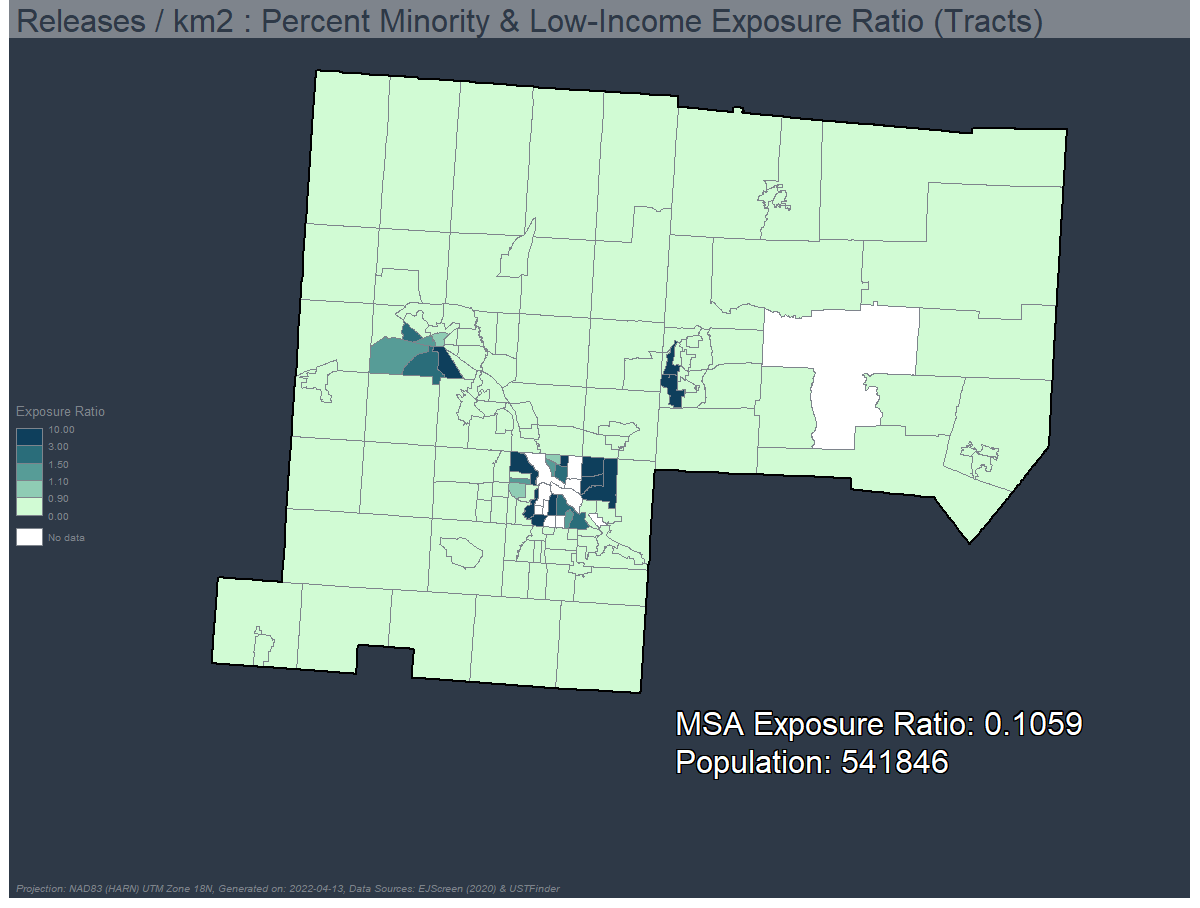 Releases / km2 : Percent Minority & Low-Income Exposure Ratio (Tracts)
Exposure Ratio
10.00
3.00
1.50
1.10
0.90
0.00
No data
MSA Exposure Ratio: 0.1059
Population: 541846
Projection: NAD83 (HARN) UTM Zone 18N, Generated on: 2022-04-13, Data Sources: EJScreen (2020) & USTFinder